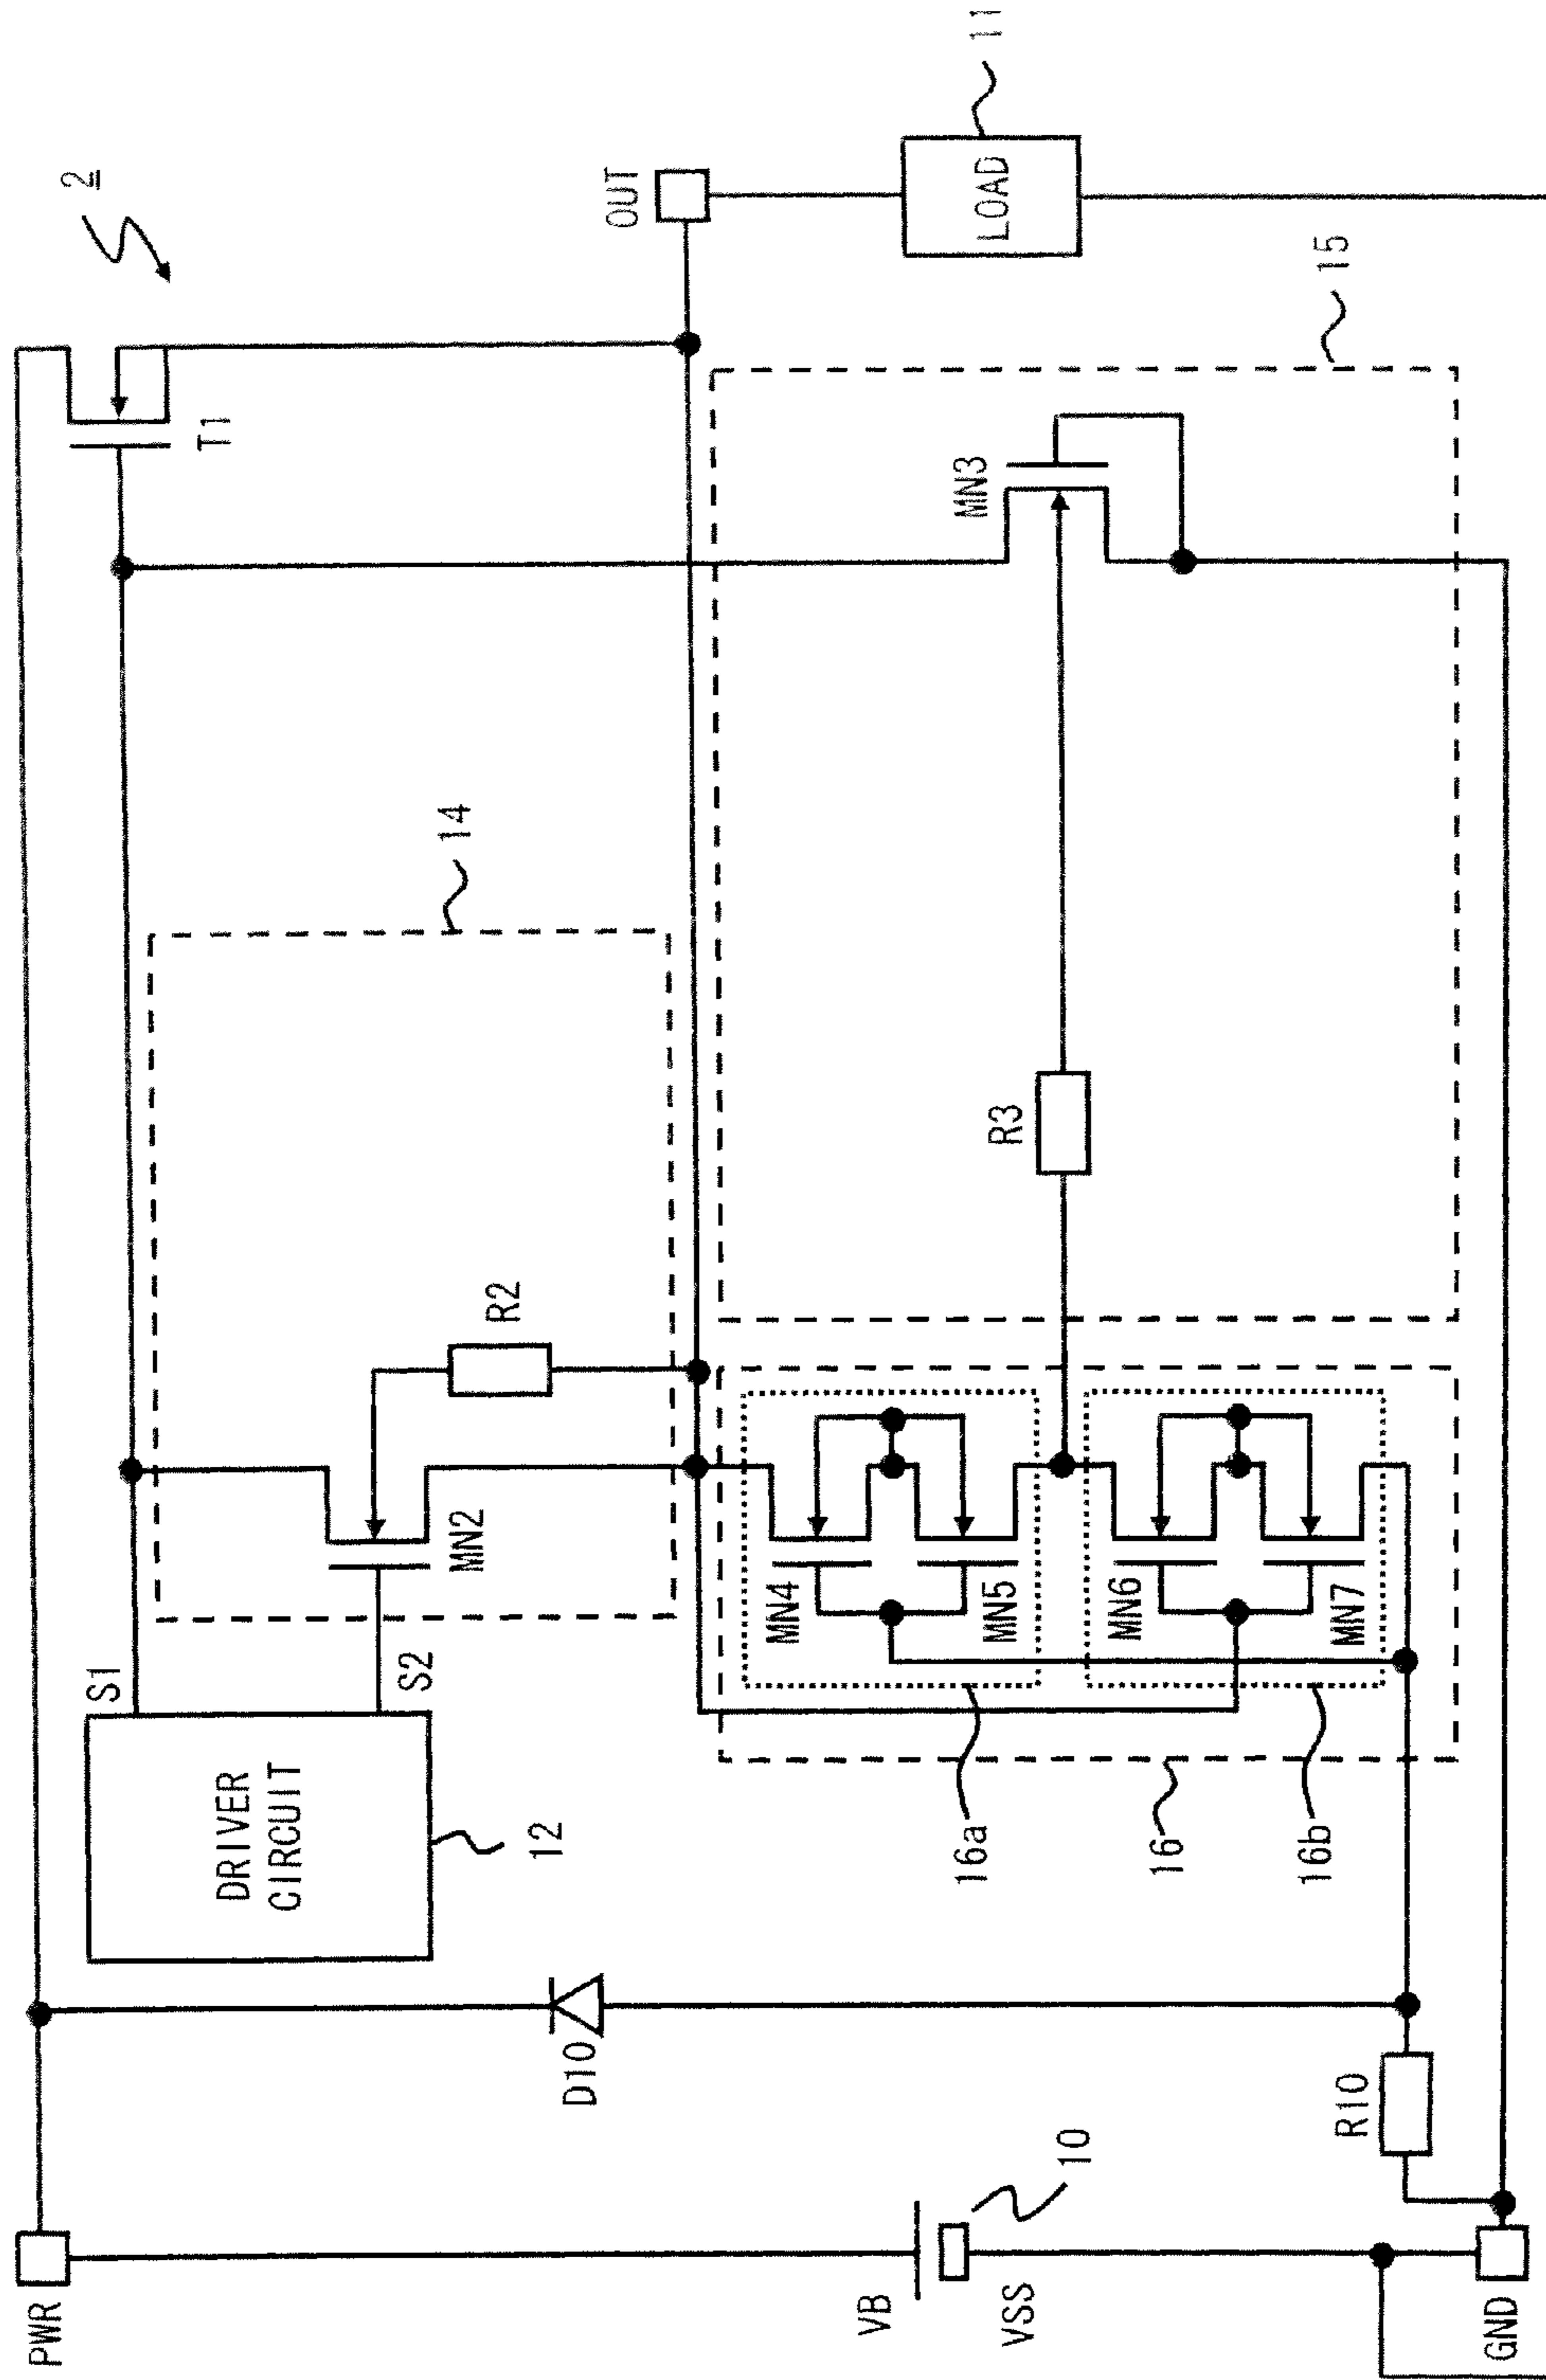 2
PWR
T1
OUT
S1
S2
DRIVER
CIRCUIT
12
14
MN2
R2
D10
LOAD
11
MN3
15
R3
MN4
MN5
MN6
MN7
16a
16
16b
VB
VSS
10
R10
GND